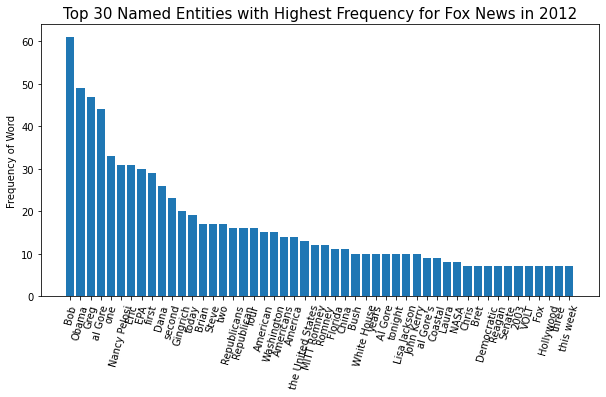 Top 30 Named Entities with Highest Frequency for Fox News in 2012
Frequency of Word
60
50
40
30
20
10
0
Bob
Obama
Greg
al Gore
one
Nancy Pelosi
Eric
EPA
first
Dana
second
Gingrich
today
Brian
Steve
two
Republicans
Republican
four
American
Washington
Americans
America
the United States
MITT Romney
Romney
Florida
China
Bush
White House
years
Al Gore
tonight
Lisa Jackson
John Kerry
al Gore's
Coastal
Laura
NASA
Chris
Bret
Democratic
Reagan
Senate
2003
VOLT
Fox
Hollywood
three
this week